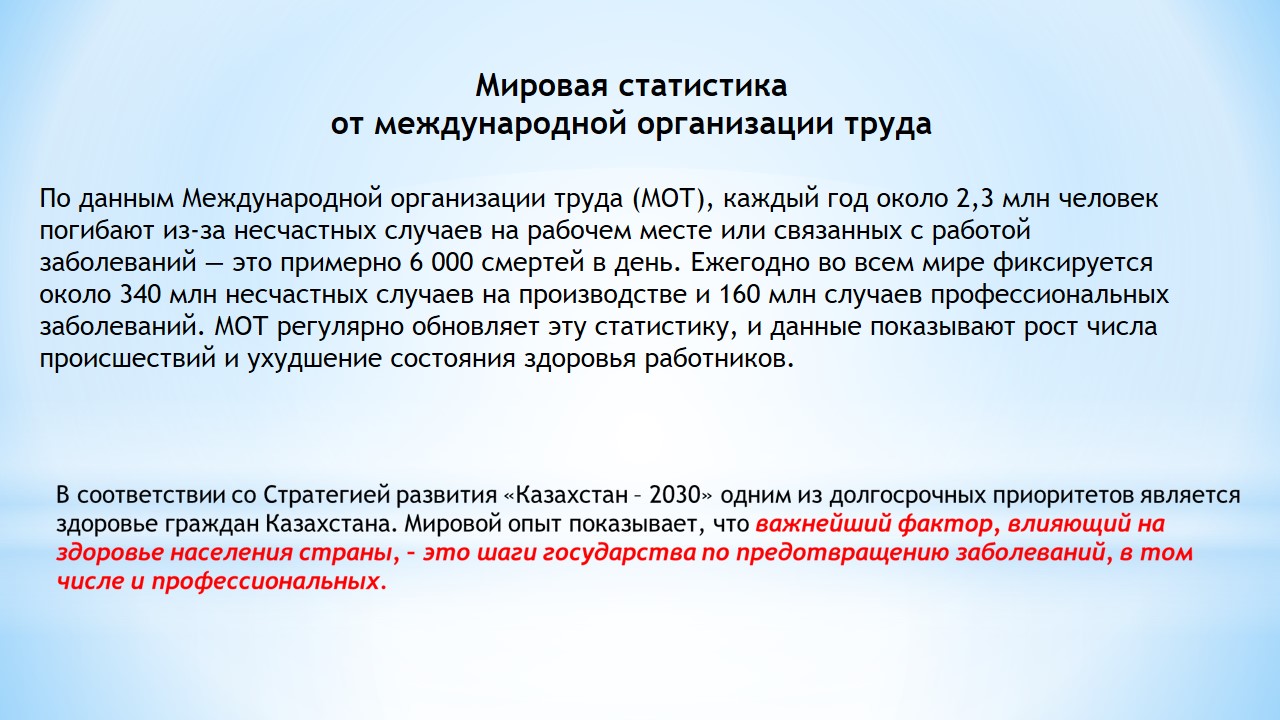 Мировая статистика
от международной организации труда
По данным Международной организации труда (МОТ), каждый год около 2,3 млн человек
погибают из-за несчастных случаев на рабочем месте или связанных с работой
заболеваний — это примерно 6 000 смертей в день. Ежегодно во всем мире фиксируется
около 340 млн несчастных случаев на производстве и 160 млн случаев профессиональных
заболеваний. МОТ регулярно обновляет эту статистику, и данные показывают рост числа
происшествий и ухудшение состояния здоровья работников.
В соответствии со Стратегией развития «Казахстан – 2030» одним из долгосрочных приоритетов является
здоровье граждан Казахстана. Мировой опыт показывает, что важнейший фактор, влияющий на
здоровье населения страны, – это шаги государства по предотвращению заболеваний, в том
числе и профессиональных.